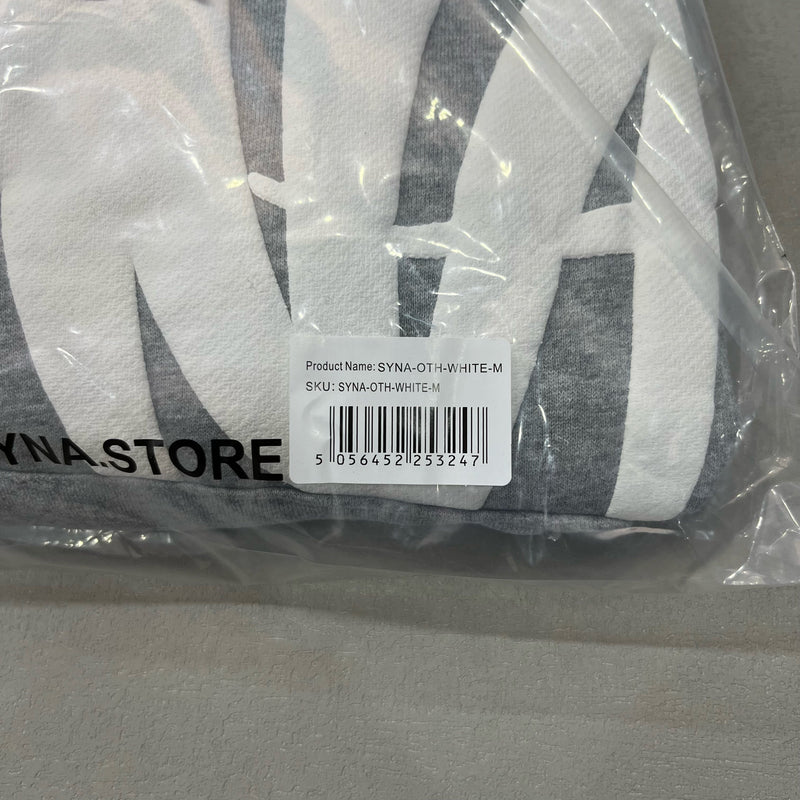 Product Name: SYNA-OTH-WHITE-M
SKU: SYNA-OTH-WHITE-M
5 056452 253247
YNA.STORE